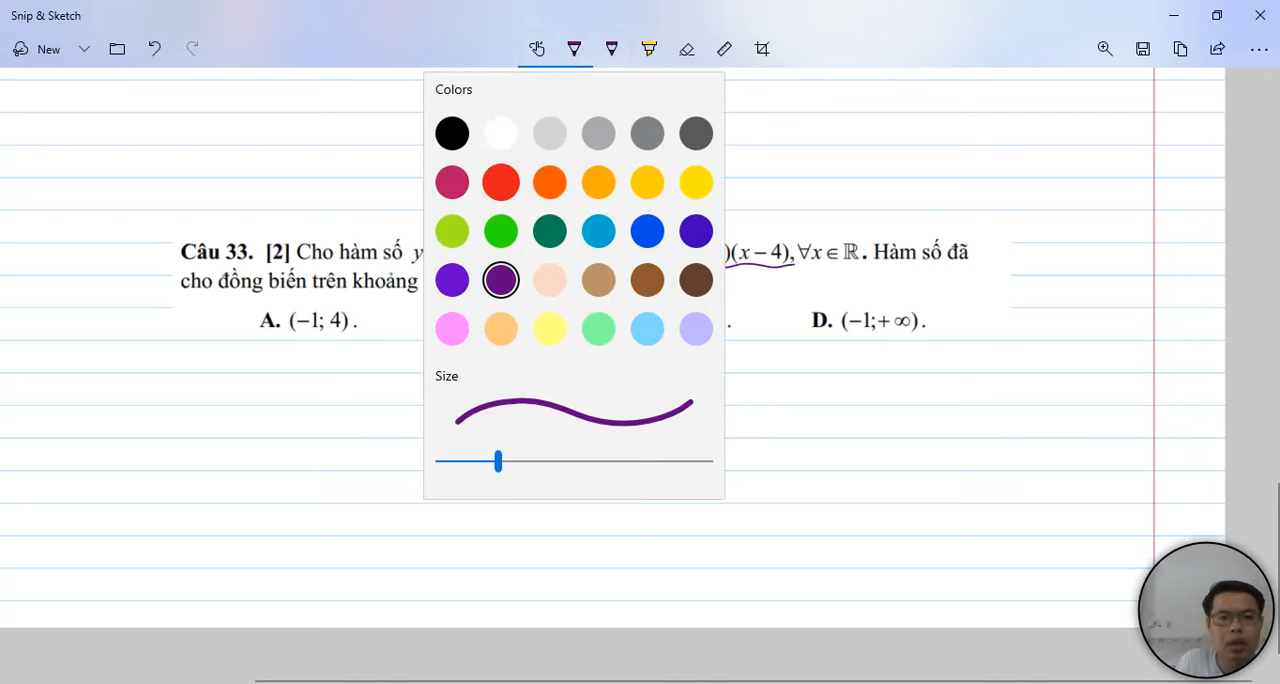 Snip & Sketch
New
Colors
Câu 33. [2] Cho hàm số y )(x − 4), ∀x ∈ ℝ. Hàm số đã
cho đồng biến trên khoảng
A. (−1; 4). . D. (−1; + ∞).
Size